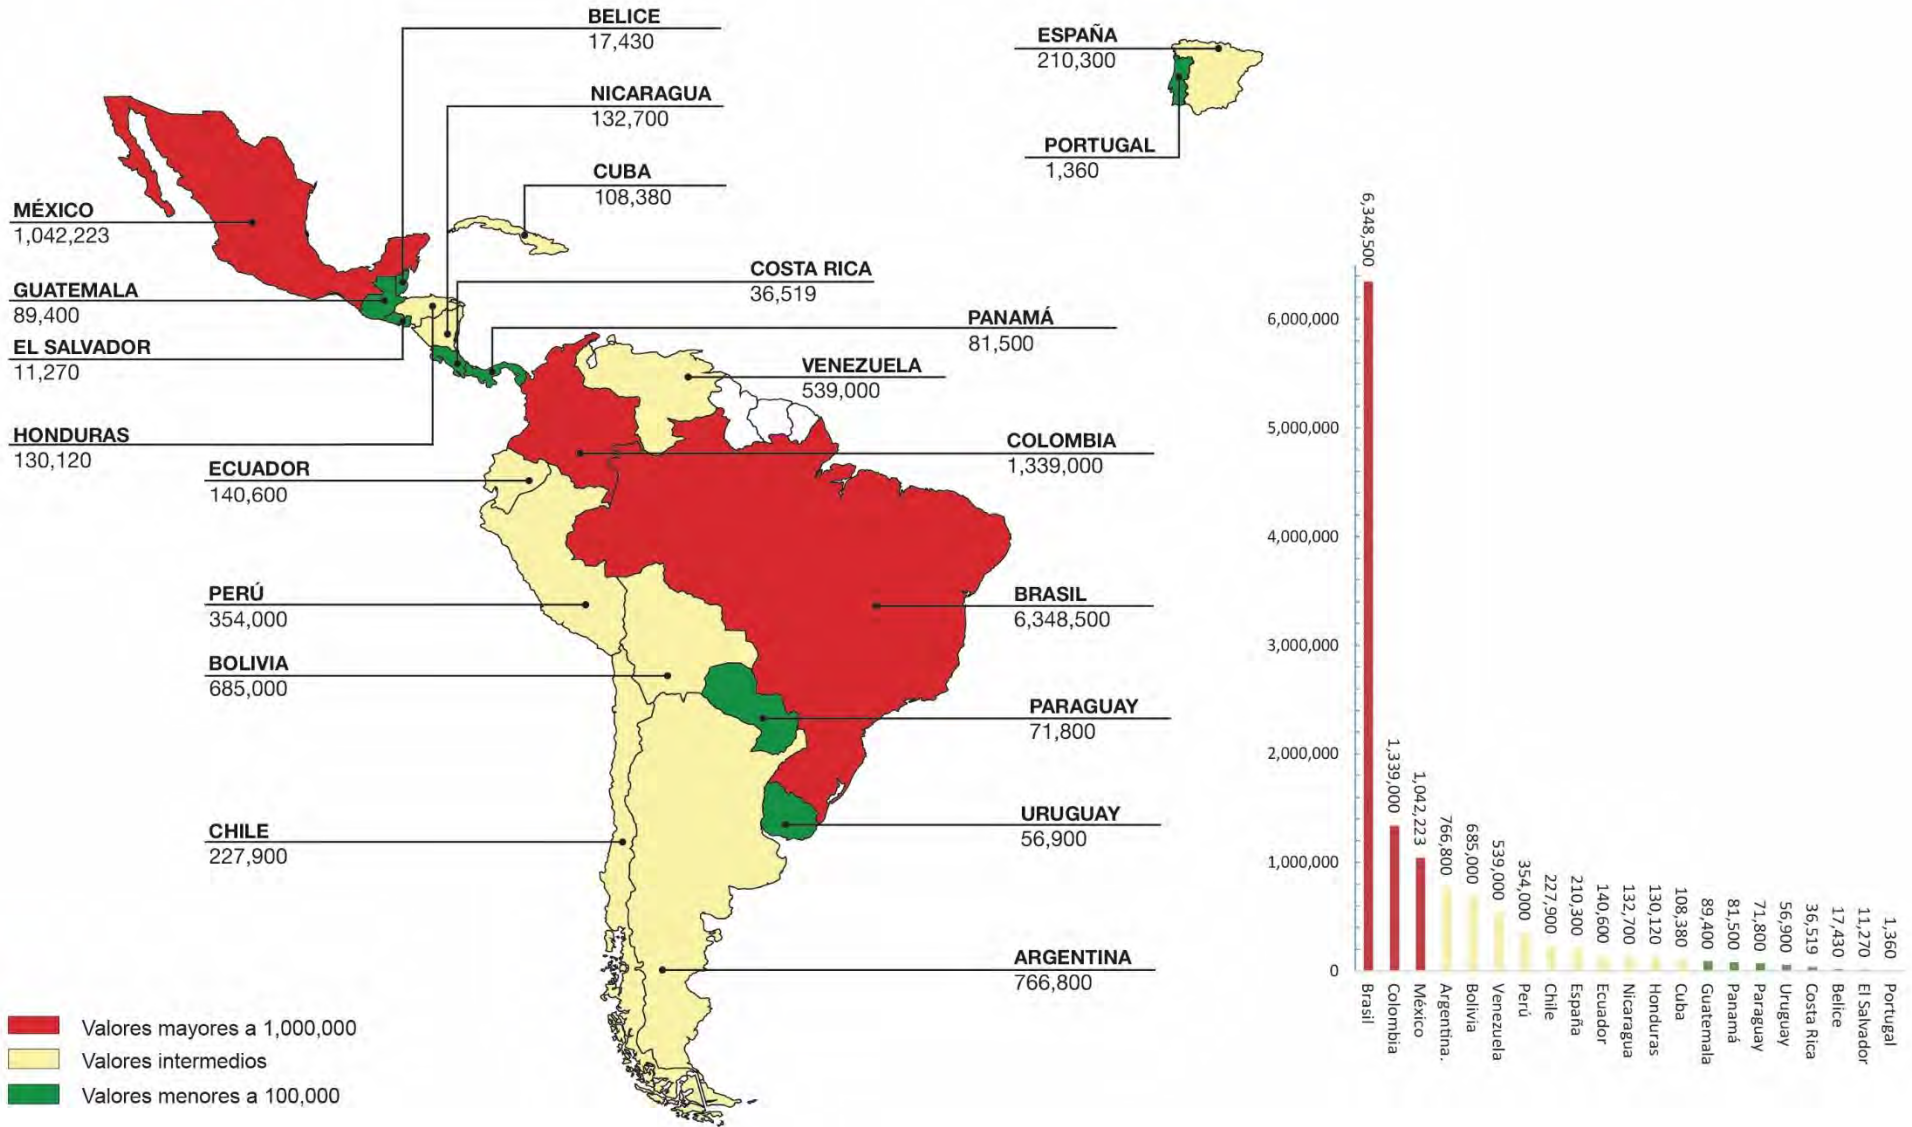 BELICE
17,430
NICARAGUA
132,700
CUBA
108,380
ESPAÑA
210,300
PORTUGAL
1,360
MÉXICO
1,042,223
GUATEMALA
89,400
EL SALVADOR
11,270
HONDURAS
130,120
COSTA RICA
36,519
PANAMÁ
81,500
VENEZUELA
539,000
COLOMBIA
1,339,000
ECUADOR
140,600
PERÚ
354,000
BRASIL
6,348,500
BOLIVIA
685,000
PARAGUAY
71,800
URUGUAY
56,900
CHILE
227,900
ARGENTINA
766,800
Valores mayores a 1,000,000
Valores intermedios
Valores menores a 100,000
6,000,000
5,000,000
4,000,000
3,000,000
2,000,000
1,000,000
0
6,348,500
1,339,000
1,042,223
766,800
685,000
539,000
354,000
227,900
210,300
140,600
132,700
130,120
108,380
89,400
81,500
71,800
56,900
36,519
17,430
11,270
1,360
Brasil
Colombia
México
Argentina.
Bolivia
Venezuela
Perú
Chile
España
Ecuador
Nicaragua
Honduras
Cuba
Guatemala
Panamá
Paraguay
Uruguay
Costa Rica
Belice
El Salvador
Portugal